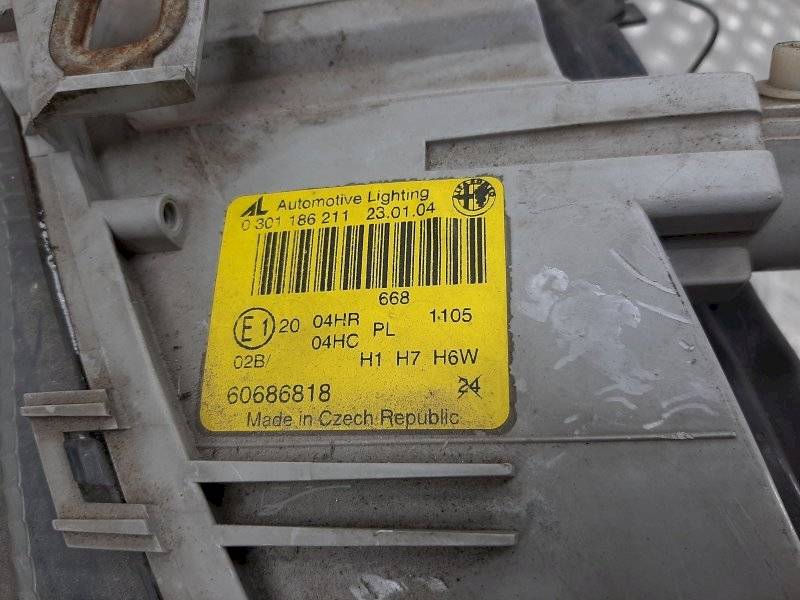 AL Automotive Lighting
0 301 186 211 23.01.04
668
E1 20 04HR PL 1105
04HC
02B/ H1 H7 H6W
60686818 24
Made in Czech Republic